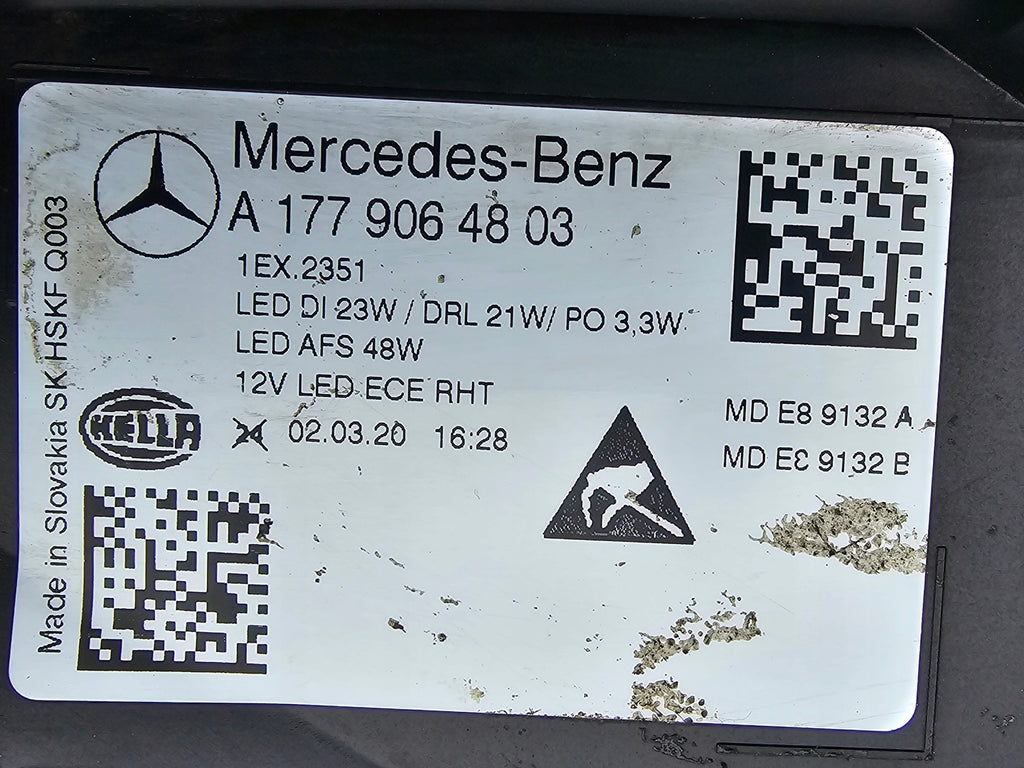 Mercedes-Benz
A 177 906 48 03
1EX.2351
LED DI 23W / DRL 21W/ PO 3,3W
LED AFS 48W
12V LED ECE RHT
24 02.03.20 16:28
HELLA
MD E8 9132 A
MD E8 9132 B
Made in Slovakia SK HSKF Q003